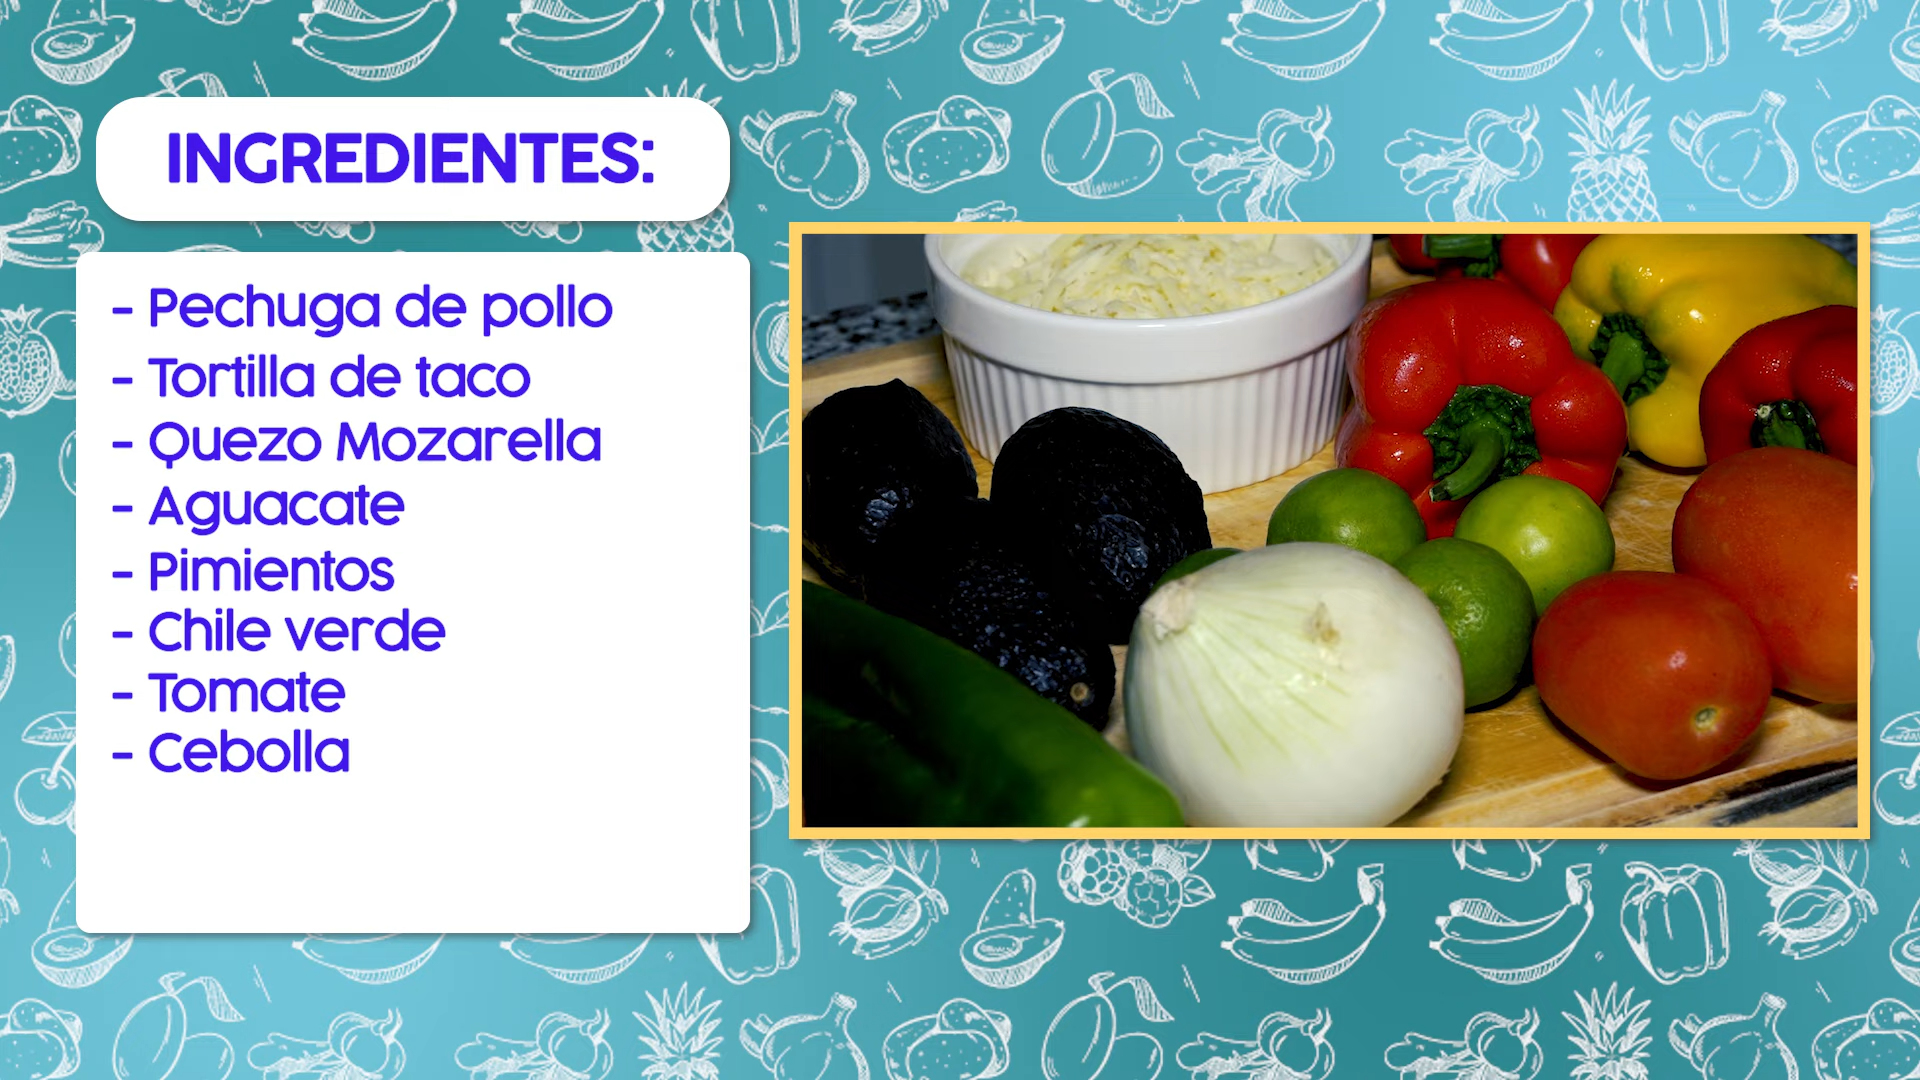 INGREDIENTES:
- Pechuga de pollo
- Tortilla de taco
- Quezo Mozarella
- Aguacate
- Pimientos
- Chile verde
- Tomate
- Cebolla